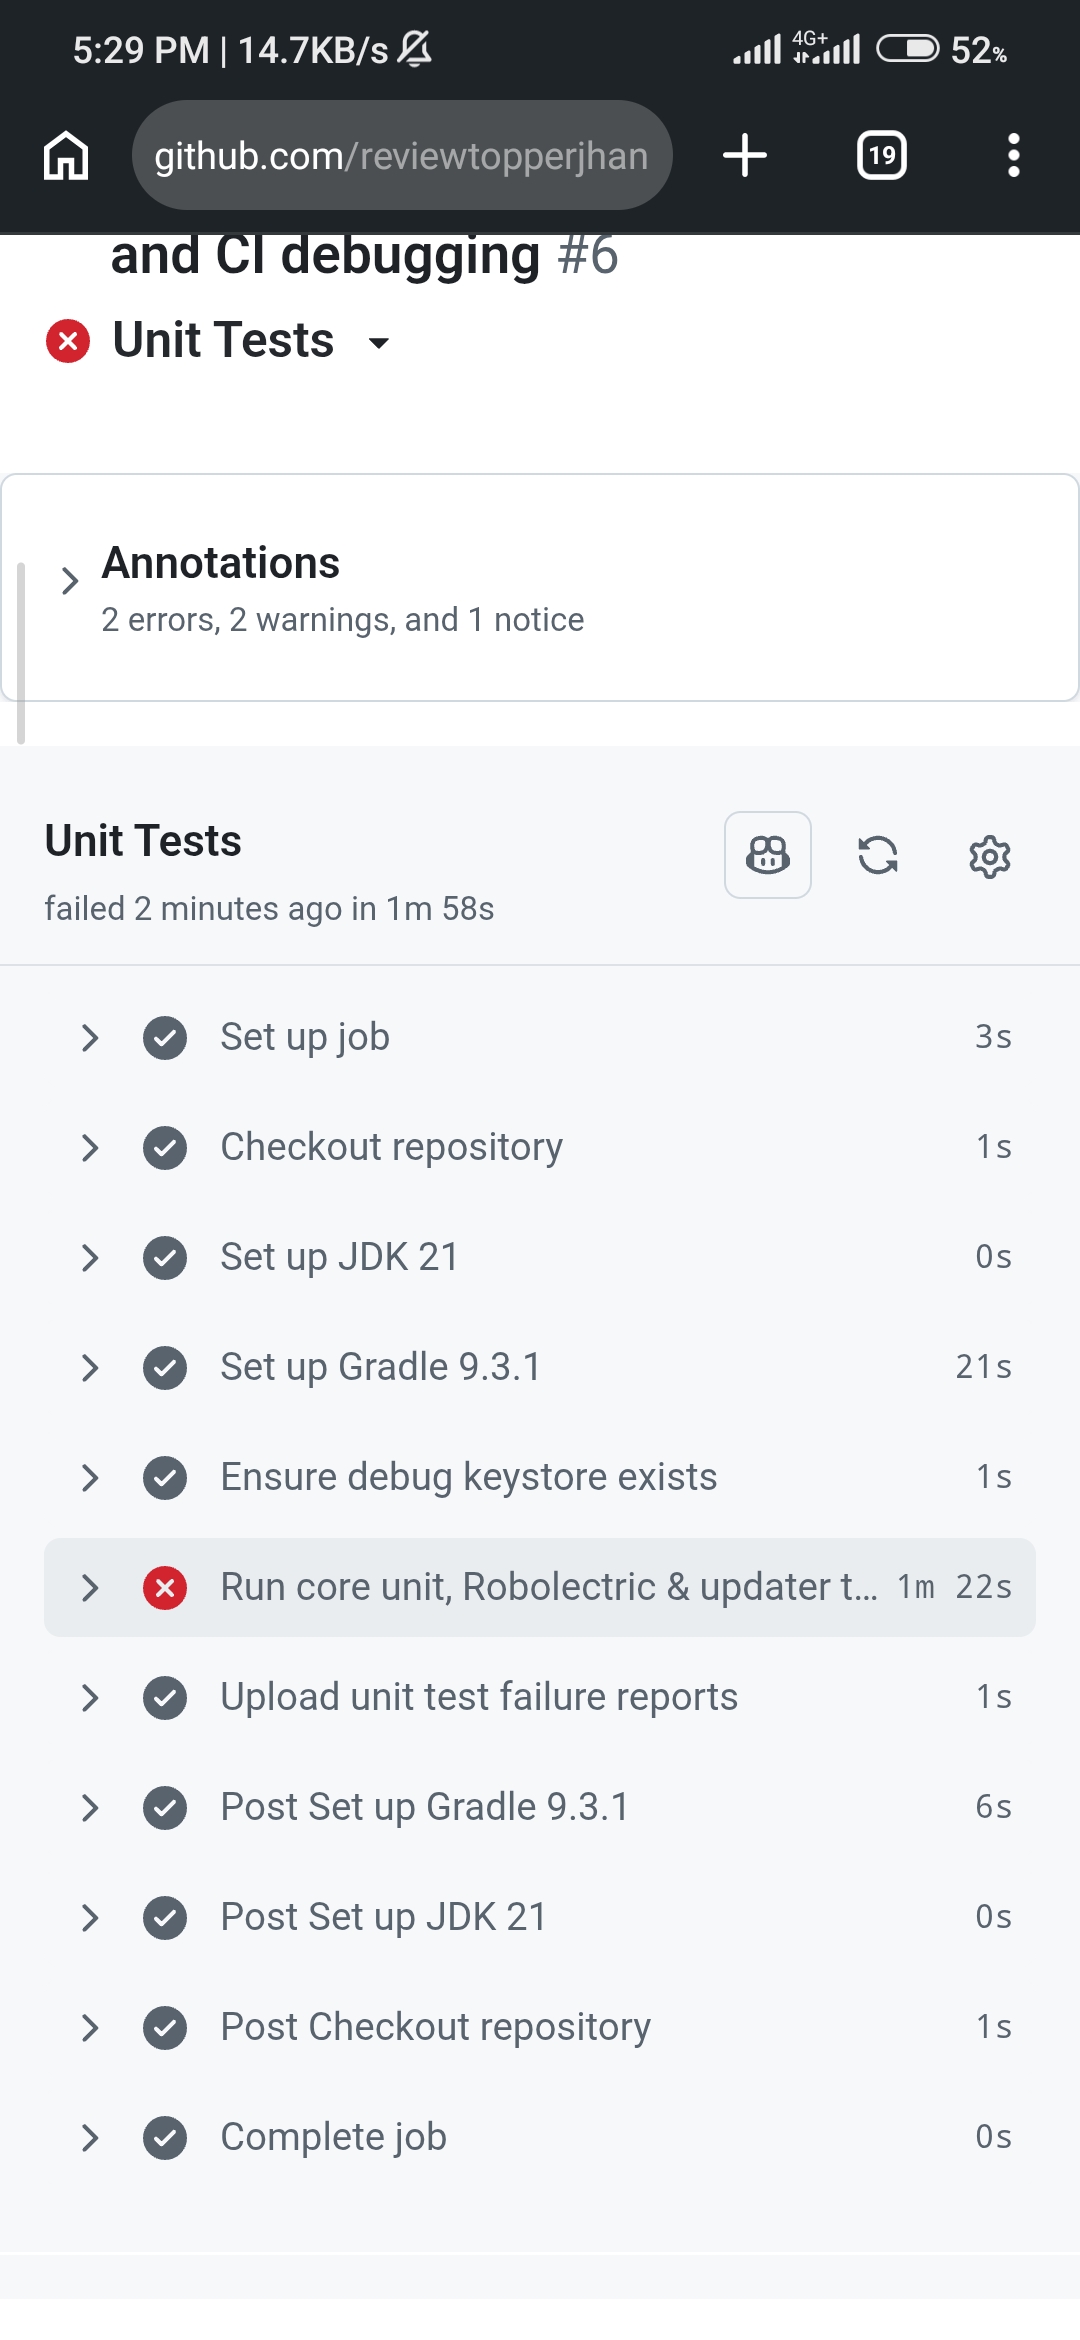 5:29 PM | 14.7KB/s 4G+ 52%
github.com/reviewtopperjhan 19
and CI debugging #6
Unit Tests
Annotations
2 errors, 2 warnings, and 1 notice
Unit Tests
failed 2 minutes ago in 1m 58s
Set up job 3s
Checkout repository 1s
Set up JDK 21 0s
Set up Gradle 9.3.1 21s
Ensure debug keystore exists 1s
Run core unit, Robolectric & updater t… 1m 22s
Upload unit test failure reports 1s
Post Set up Gradle 9.3.1 6s
Post Set up JDK 21 0s
Post Checkout repository 1s
Complete job 0s